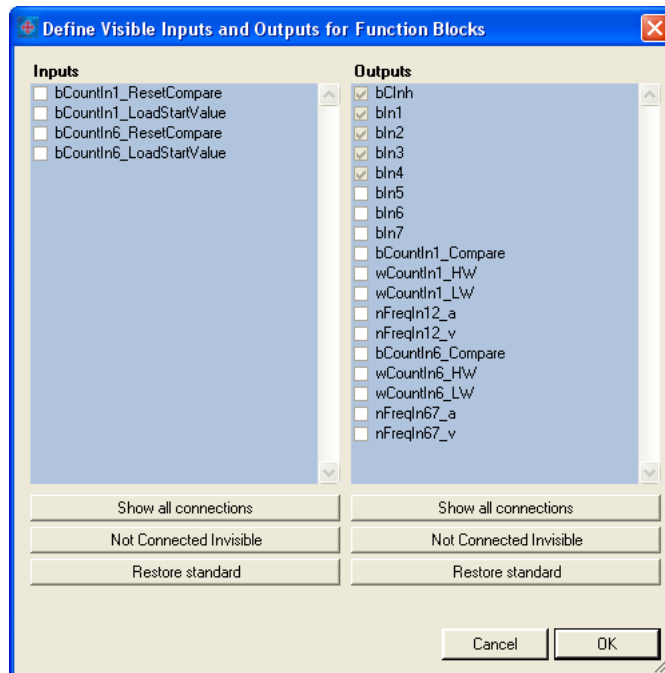 Define Visible Inputs and Outputs for Function Blocks
Inputs
bCountIn1_ResetCompare
bCountIn1_LoadStartValue
bCountIn6_ResetCompare
bCountIn6_LoadStartValue
Show all connections
Not Connected Invisible
Restore standard
Outputs
bCInh
bIn1
bIn2
bIn3
bIn4
bIn5
bIn6
bIn7
bCountIn1_Compare
wCountIn1_HW
wCountIn1_LW
nFreqIn12_a
nFreqIn12_v
bCountIn6_Compare
wCountIn6_HW
wCountIn6_LW
nFreqIn67_a
nFreqIn67_v
Show all connections
Not Connected Invisible
Restore standard
Cancel
OK